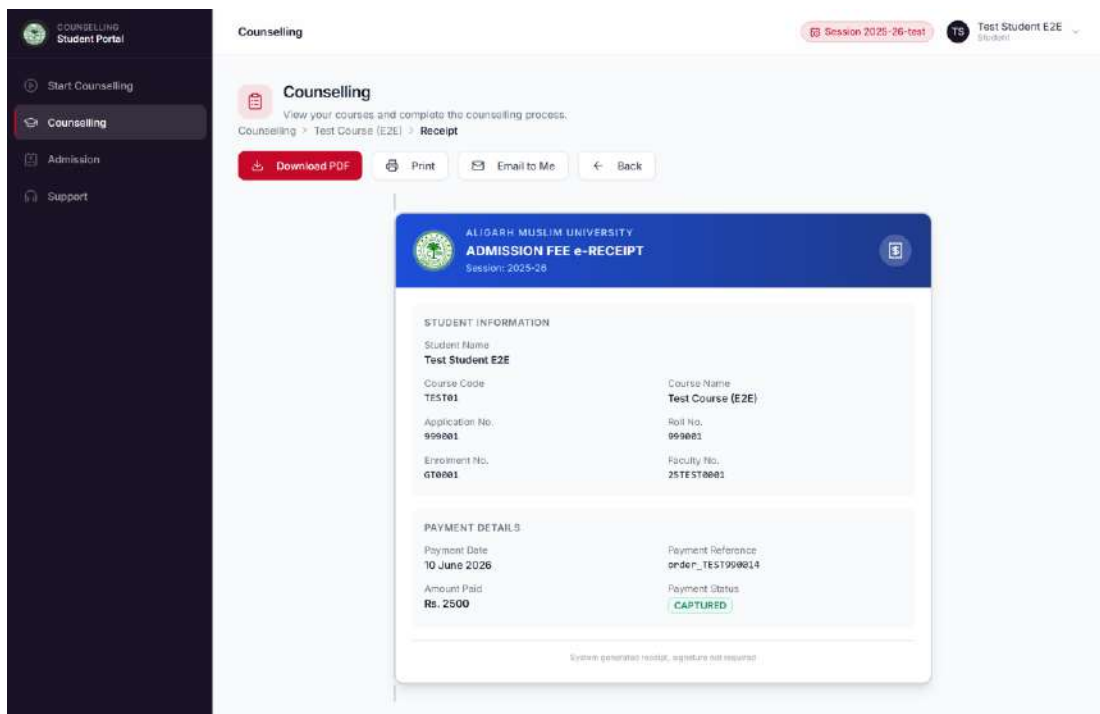 COUNSELLING
Student Portal
Counselling
Session 2025-26-test
TS
Test Student E2E
Student
Start Counselling
Counselling
Admission
Support
Counselling
View your courses and complete the counselling process.
Counselling > Test Course (E2E) > Receipt
Download PDF
Print
Email to Me
← Back
ALIGARH MUSLIM UNIVERSITY
ADMISSION FEE e-RECEIPT
Session: 2025-26
STUDENT INFORMATION
Student Name
Test Student E2E
Course Code
TEST01
Course Name
Test Course (E2E)
Application No.
999001
Roll No.
999001
Enrolment No.
GT0001
Faculty No.
25TEST0001
PAYMENT DETAILS
Payment Date
10 June 2026
Payment Reference
order_TEST990014
Amount Paid
Rs. 2500
Payment Status
CAPTURED
System generated receipt, signature not required